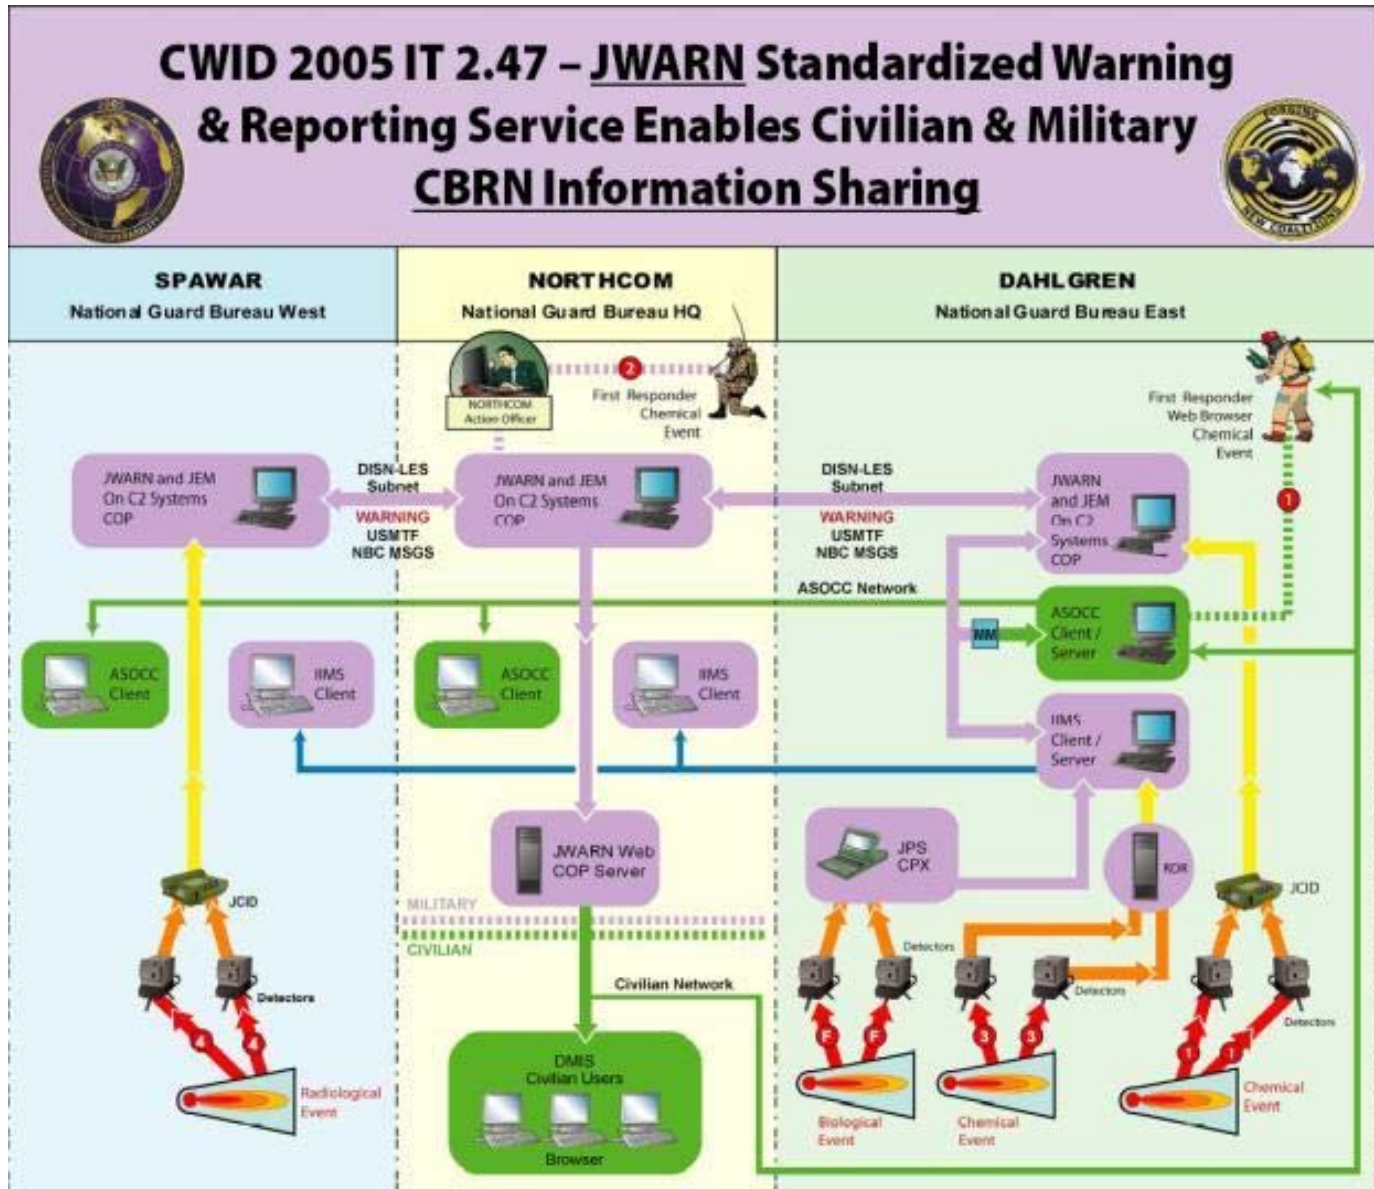 CWID 2005 IT 2.47 – JWARN Standardized Warning
& Reporting Service Enables Civilian & Military
CBRN Information Sharing
FORGING
NEW COALITIONS
SPAWAR
National Guard Bureau West
NORTHCOM
National Guard Bureau HQ
DAHLGREN
National Guard Bureau East
NORTHCOM
Action Officer
2
First Responder
Chemical
Event
First Responder
Web Browser
Chemical
Event
1
JWARN and JEM
On C2 Systems
COP
DISN-LES
Subnet
WARNING
USMTF
NBC MSGS
JWARN and JEM
On C2 Systems
COP
DISN-LES
Subnet
WARNING
USMTF
NBC MSGS
JWARN
and JEM
On C2
Systems
COP
ASOCC Network
ASOCC
Client
IIMS
Client
ASOCC
Client
IIMS
Client
MM
ASOCC
Client /
Server
IIMS
Client /
Server
JWARN Web
COP Server
MILITARY
CIVILIAN
Civilian Network
DMIS
Civilian Users
Browser
JCID
Detectors
4
4
Radiological
Event
JPS
CPX
RDR
JCID
Detectors
Detectors
Detectors
F
F
3
3
1
1
Biological
Event
Chemical
Event
Chemical
Event